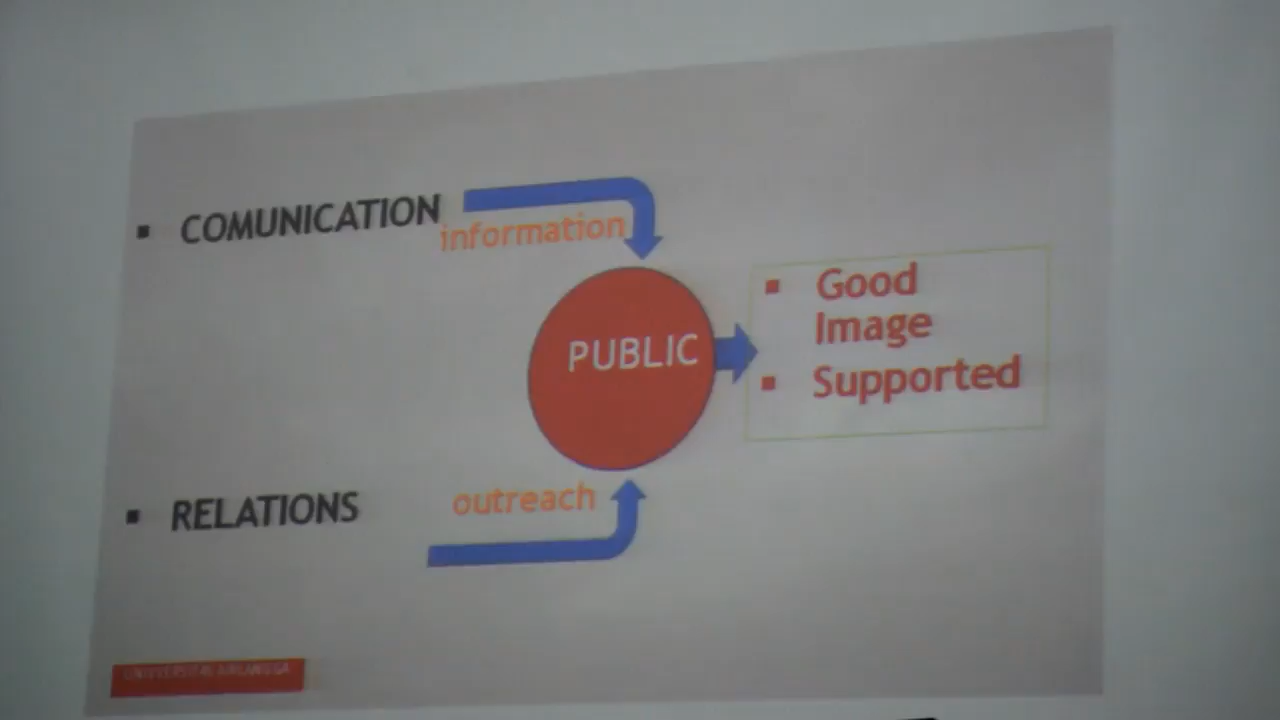 ▪ COMUNICATION
information
PUBLIC
▪ Good
Image
▪ Supported
outreach
▪ RELATIONS